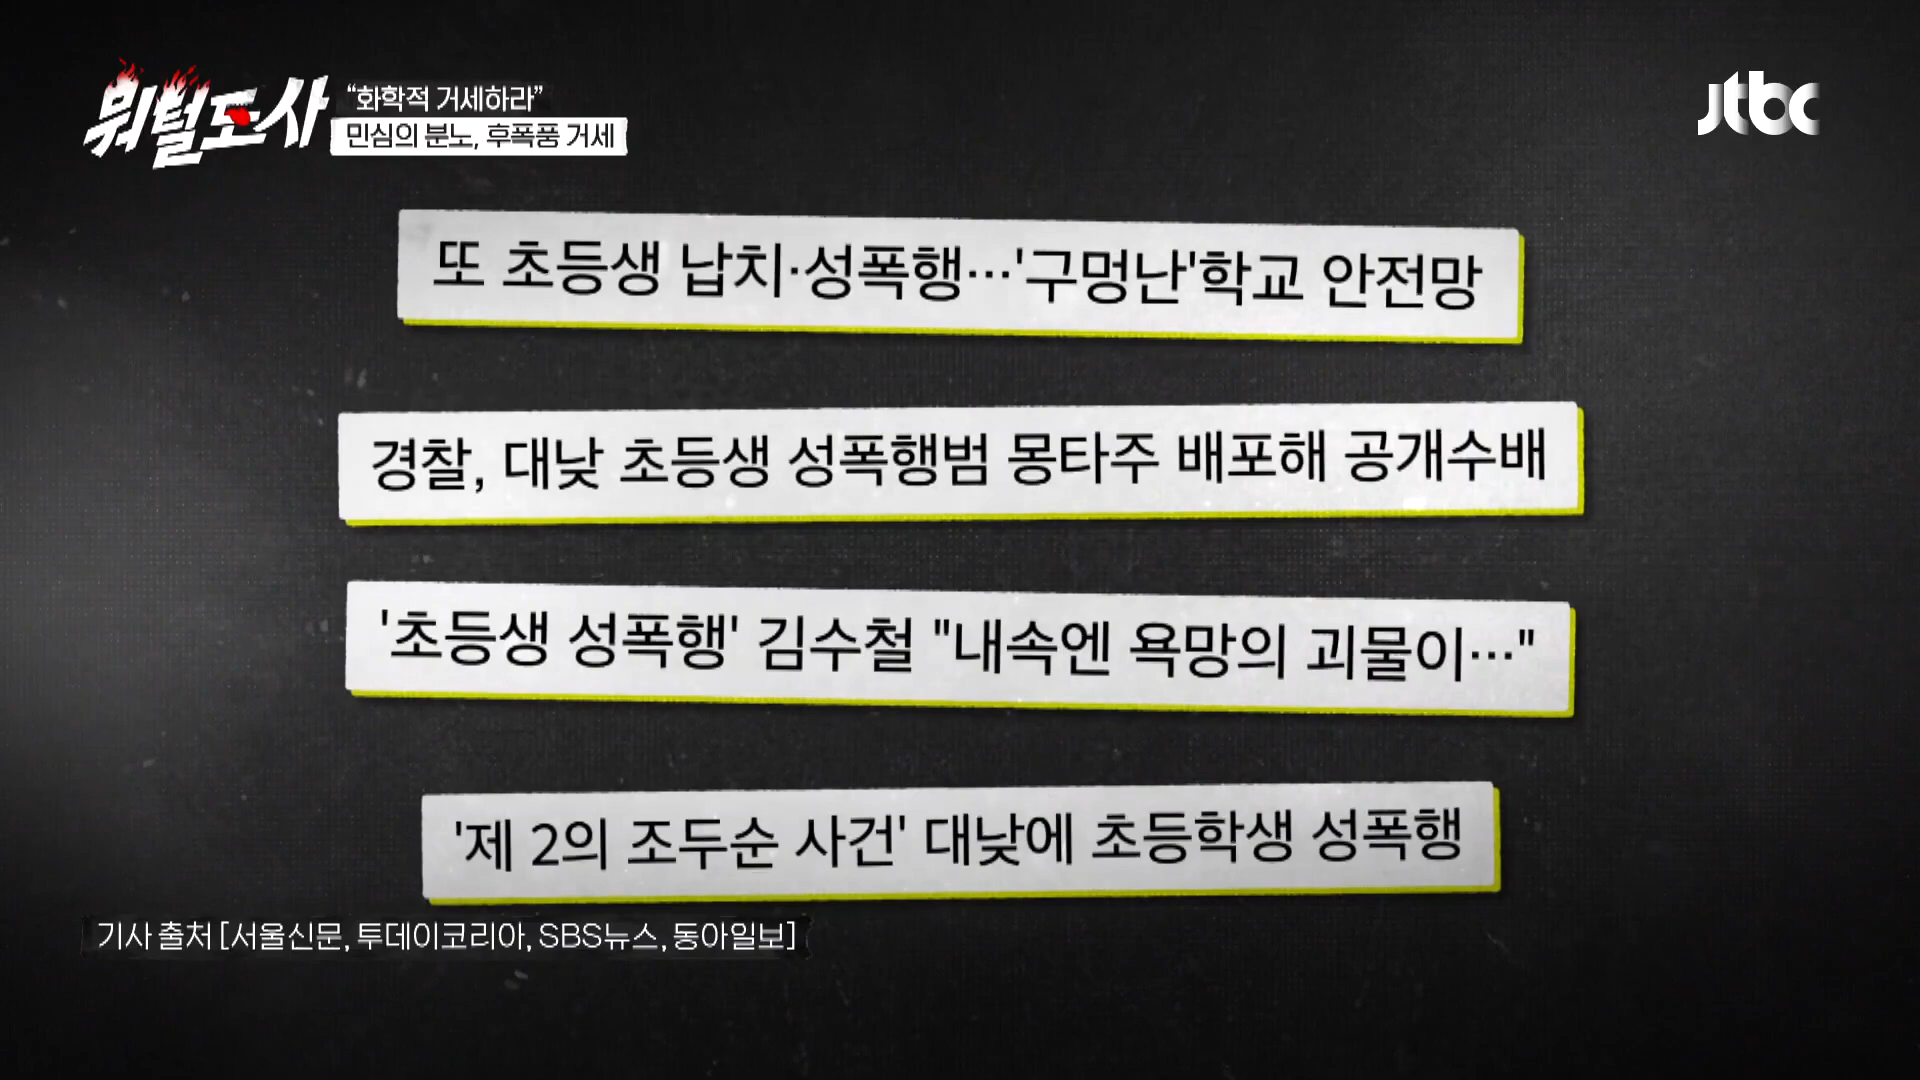 뭐털도사
“화학적 거세하라”
민심의 분노, 후폭풍 거세
jtbc
또 초등생 납치·성폭행…'구멍난'학교 안전망
경찰, 대낮 초등생 성폭행범 몽타주 배포해 공개수배
'초등생 성폭행' 김수철 "내속엔 욕망의 괴물이…"
'제 2의 조두순 사건' 대낮에 초등학생 성폭행
기사 출처 [서울신문, 투데이코리아, SBS뉴스, 동아일보]